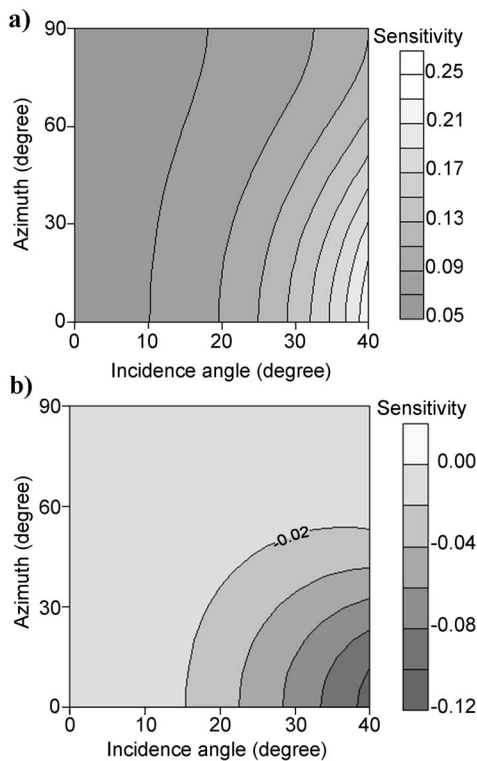 a)
Sensitivity
90
60
30
0
Azimuth (degree)
0 10 20 30 40
Incidence angle (degree)
0.25
0.21
0.17
0.13
0.09
0.05
b)
Sensitivity
90
60
30
0
Azimuth (degree)
-0.02
0 10 20 30 40
Incidence angle (degree)
0.00
-0.04
-0.08
-0.12